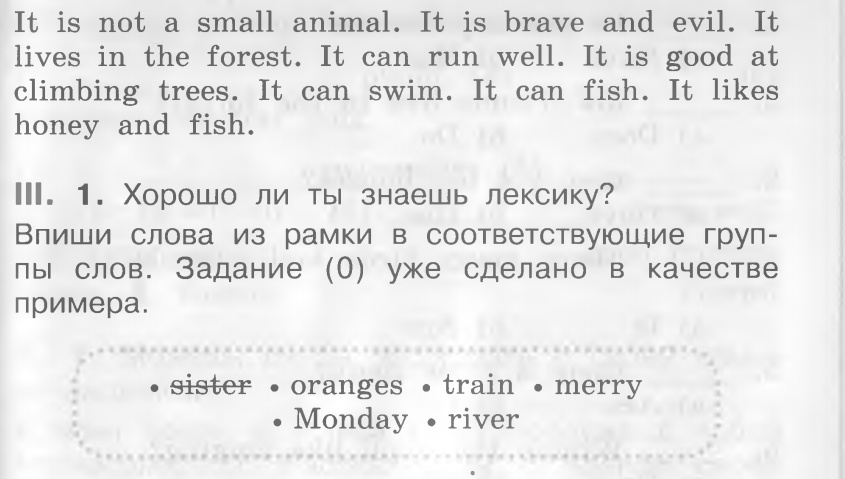 It is not a small animal. It is brave and evil. It
lives in the forest. It can run well. It is good at
climbing trees. It can swim. It can fish. It likes
honey and fish.
III. 1. Хорошо ли ты знаешь лексику?
Впиши слова из рамки в соответствующие груп-
пы слов. Задание (0) уже сделано в качестве
примера.
• sister • oranges • train • merry
• Monday • river